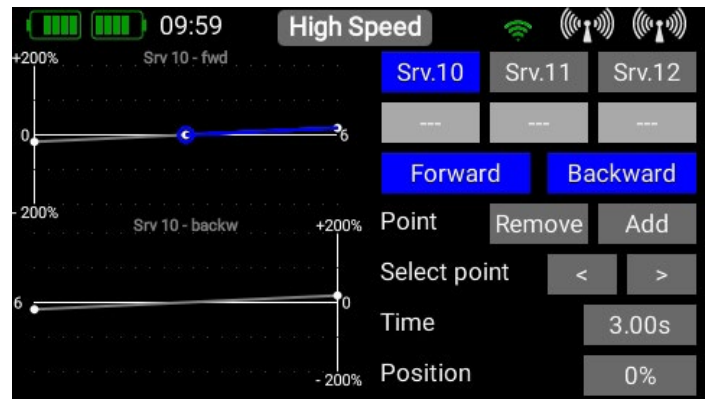 09:59 High Speed
+200% Srv 10 - fwd
0 6
- 200%
Srv 10 - backw +200%
6 0
- 200%
Srv.10 Srv.11 Srv.12
--- --- ---
Forward Backward
Point Remove Add
Select point < >
Time 3.00s
Position 0%